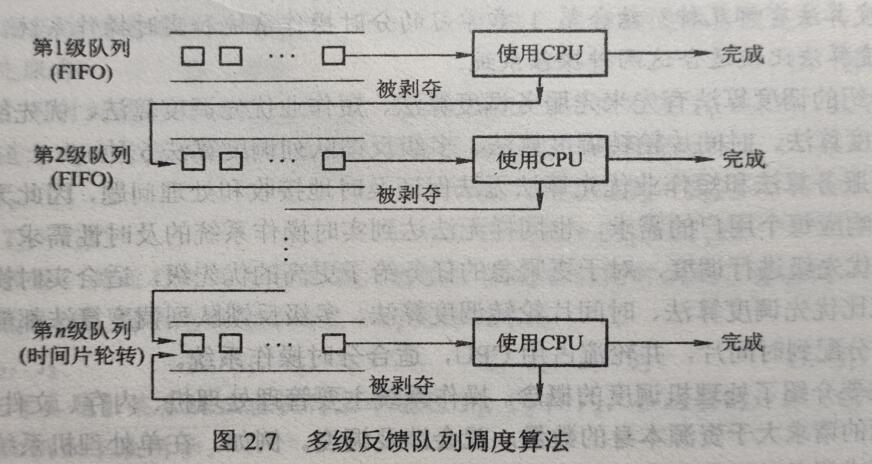 第1级队列
(FIFO)
···
使用CPU
完成
被剥夺
第2级队列
(FIFO)
···
使用CPU
完成
被剥夺
⋮
第n级队列
(时间片轮转)
···
使用CPU
完成
被剥夺
图 2.7 多级反馈队列调度算法